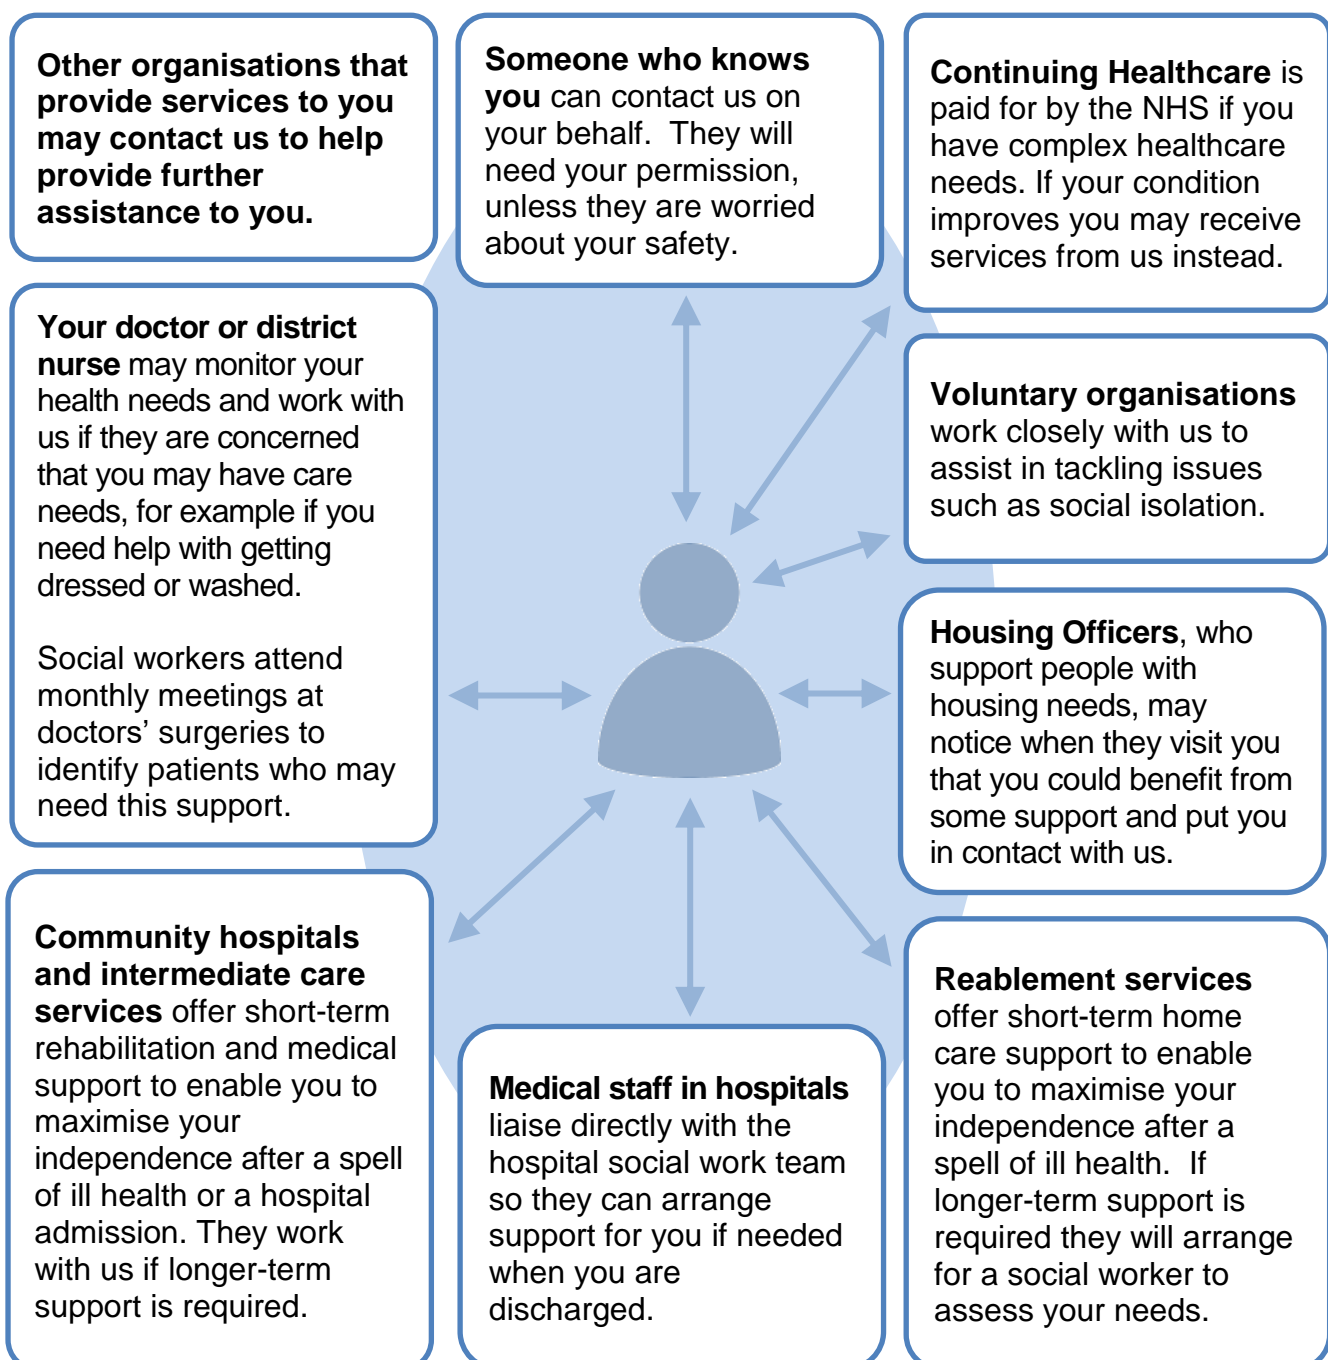 Other organisations that
provide services to you
may contact us to help
provide further
assistance to you.
Someone who knows
you can contact us on
your behalf.  They will
need your permission,
unless they are worried
about your safety.
Continuing Healthcare is
paid for by the NHS if you
have complex healthcare
needs. If your condition
improves you may receive
services from us instead.
Your doctor or district
nurse may monitor your
health needs and work with
us if they are concerned
that you may have care
needs, for example if you
need help with getting
dressed or washed.
Social workers attend
monthly meetings at
doctors’ surgeries to
identify patients who may
need this support.
Voluntary organisations
work closely with us to
assist in tackling issues
such as social isolation.
Housing Officers, who
support people with
housing needs, may
notice when they visit you
that you could benefit from
some support and put you
in contact with us.
Community hospitals
and intermediate care
services offer short-term
rehabilitation and medical
support to enable you to
maximise your
independence after a spell
of ill health or a hospital
admission. They work
with us if longer-term
support is required.
Medical staff in hospitals
liaise directly with the
hospital social work team
so they can arrange
support for you if needed
when you are
discharged.
Reablement services
offer short-term home
care support to enable
you to maximise your
independence after a
spell of ill health.  If
longer-term support is
required they will arrange
for a social worker to
assess your needs.